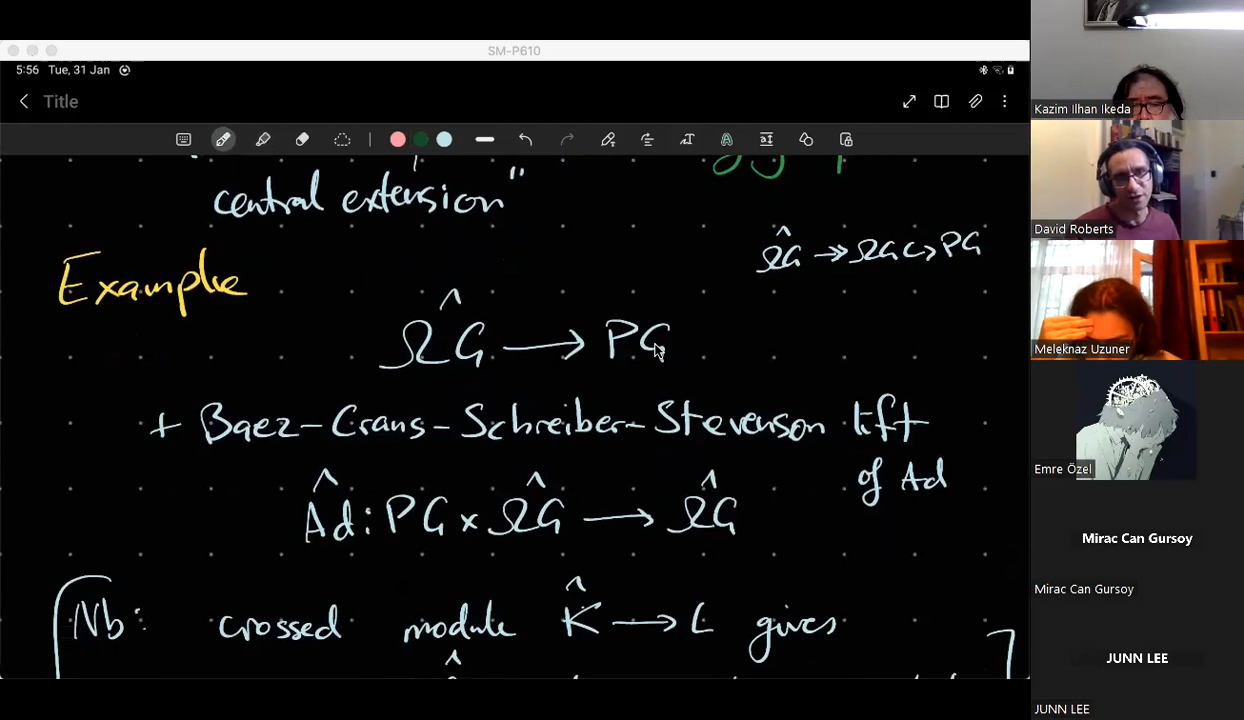 SM-P610
5:56 Tue, 31 Jan
Title
central extension"
Example
Ω̂G ↠ ΩG ↪ PG
Ω̂G → PG
+ Baez-Crans-Schreiber-Stevenson lift
of Ad
Âd: PG × Ω̂G → Ω̂G
Nb: crossed module K̂ → L gives
Kazim Ilhan Ikeda
David Roberts
Meleknaz Uzuner
Emre Özel
Mirac Can Gursoy
Mirac Can Gursoy
JUNN LEE
JUNN LEE